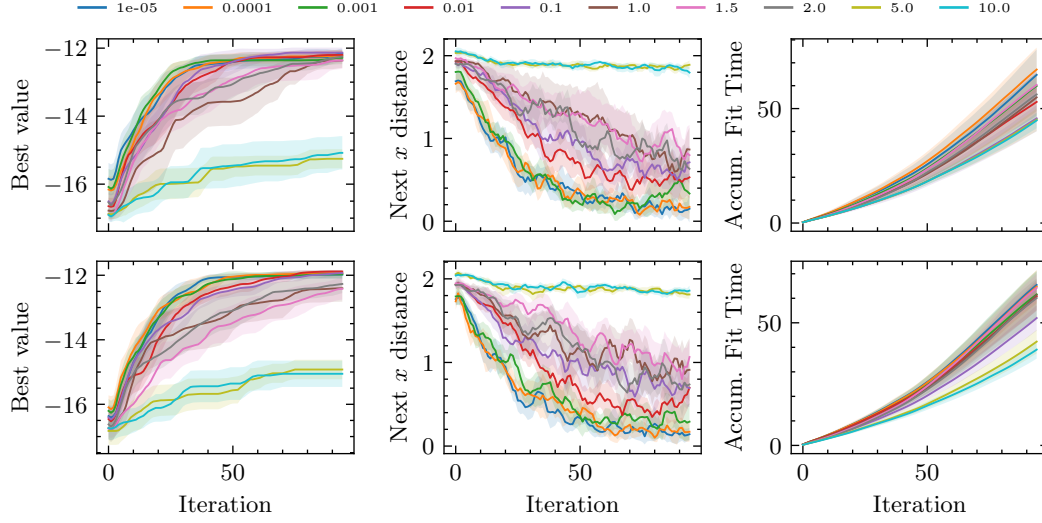 1e-05 0.0001 0.001 0.01 0.1 1.0 1.5 2.0 5.0 10.0
Best value
−12
−14
−16
Next x distance
2
1
0
Accum. Fit Time
50
0
Best value
−12
−14
−16
0 50
Iteration
Next x distance
2
1
0
0 50
Iteration
Accum. Fit Time
50
0
0 50
Iteration